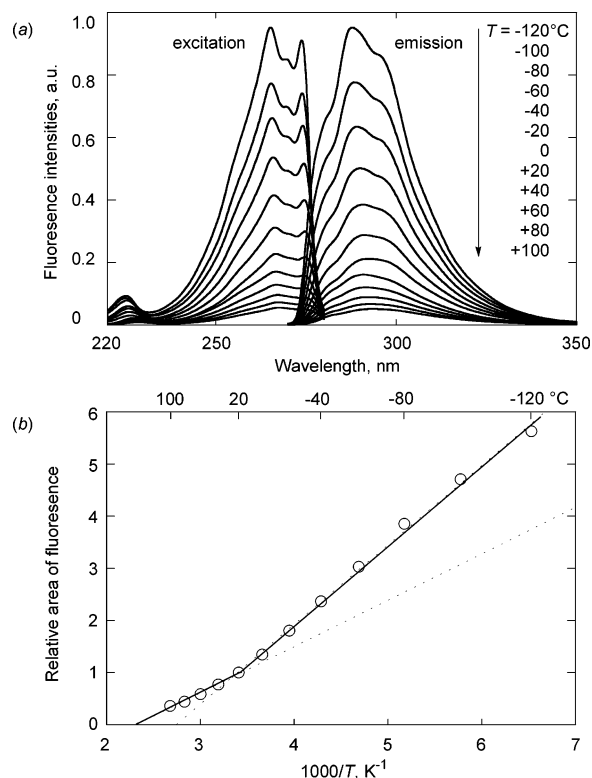 (a)
Fluoresence intensities, a.u.
1.0
0.8
0.6
0.4
0.2
0
excitation
emission
T = -120°C
-100
-80
-60
-40
-20
0
+20
+40
+60
+80
+100
220 250 300 350
Wavelength, nm
(b)
100 20 -40 -80 -120 °C
Relative area of fluoresence
6
5
4
3
2
1
0
2 3 4 5 6 7
1000/T, K-1